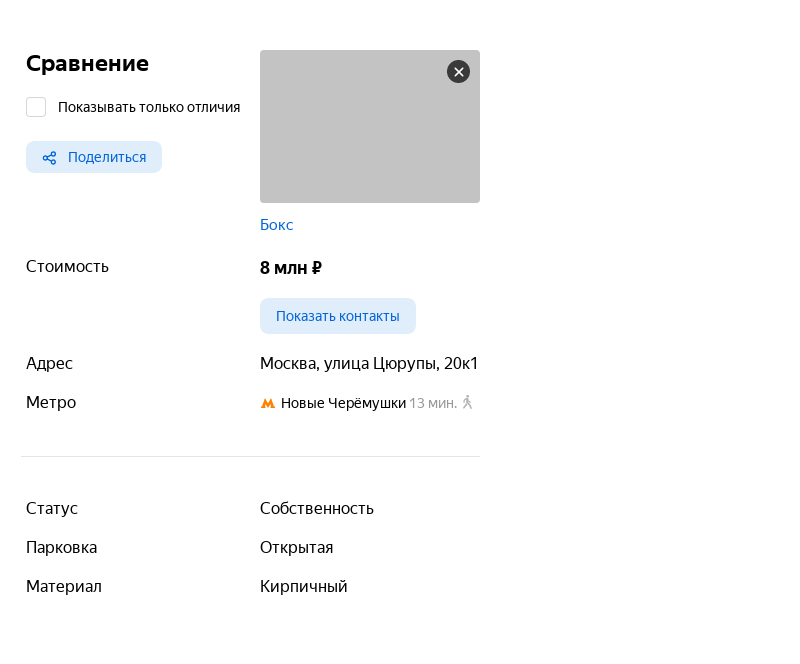 Сравнение
Показывать только отличия
Поделиться
Бокс
Стоимость
8 млн ₽
Показать контакты
Адрес
Москва, улица Цюрупы, 20к1
Метро
Новые Черёмушки 13 мин.
Статус
Собственность
Парковка
Открытая
Материал
Кирпичный